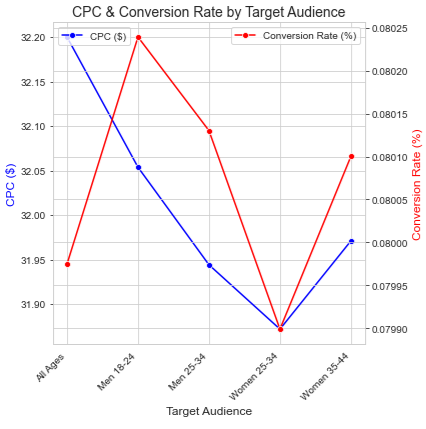 CPC & Conversion Rate by Target Audience
CPC ($)
Conversion Rate (%)
32.20
32.15
32.10
32.05
32.00
31.95
31.90
CPC ($)
0.08025
0.08020
0.08015
0.08010
0.08005
0.08000
0.07995
0.07990
Conversion Rate (%)
All Ages
Men 18-24
Men 25-34
Women 25-34
Women 35-44
Target Audience